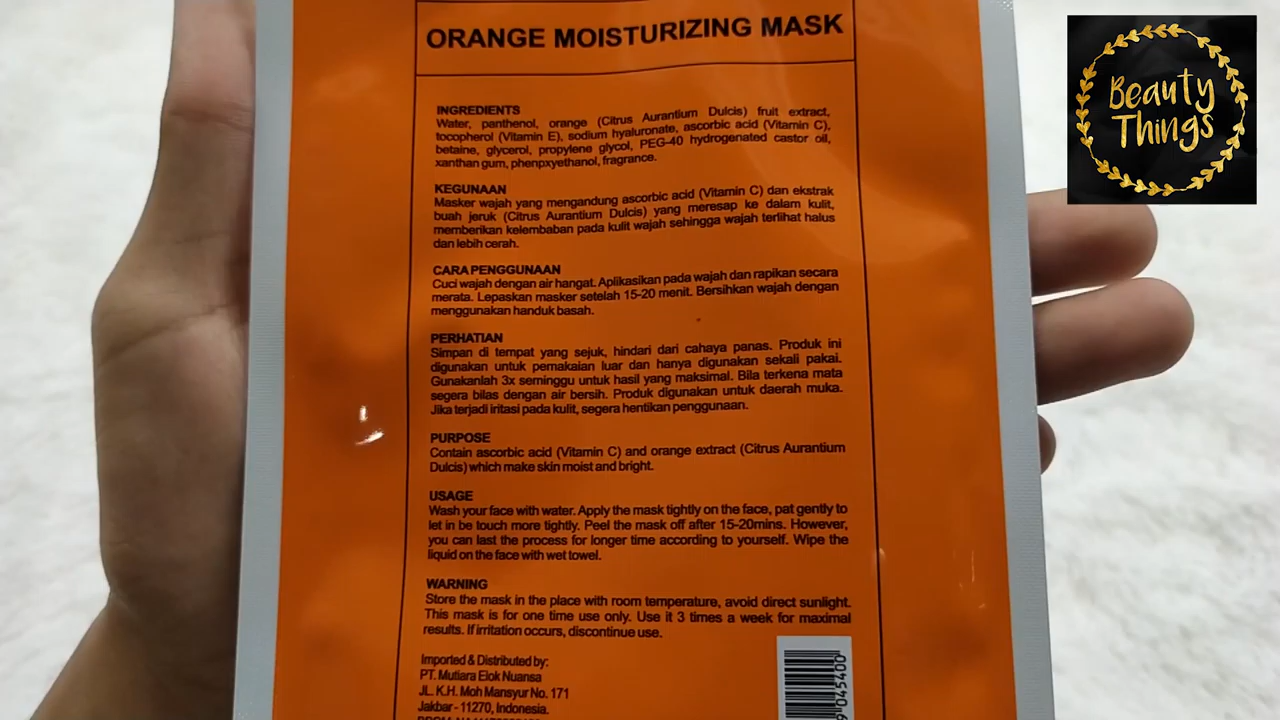 ORANGE MOISTURIZING MASK
INGREDIENTS
Water, panthenol, orange (Citrus Aurantium Dulcis) fruit extract,
tocopherol (Vitamin E), sodium hyaluronate, ascorbic acid (Vitamin C),
betaine, glycerol, propylene glycol, PEG-40 hydrogenated castor oil,
xanthan gum, phenpxyethanol, fragrance.
KEGUNAAN
Masker wajah yang mengandung ascorbic acid (Vitamin C) dan ekstrak
buah jeruk (Citrus Aurantium Dulcis) yang meresap ke dalam kulit,
memberikan kelembaban pada kulit wajah sehingga wajah terlihat halus
dan lebih cerah.
CARA PENGGUNAAN
Cuci wajah dengan air hangat. Aplikasikan pada wajah dan rapikan secara
merata. Lepaskan masker setelah 15-20 menit. Bersihkan wajah dengan
menggunakan handuk basah.
PERHATIAN
Simpan di tempat yang sejuk, hindari dari cahaya panas. Produk ini
digunakan untuk pemakaian luar dan hanya digunakan sekali pakai.
Gunakanlah 3x seminggu untuk hasil yang maksimal. Bila terkena mata
segera bilas dengan air bersih. Produk digunakan untuk daerah muka.
Jika terjadi iritasi pada kulit, segera hentikan penggunaan.
PURPOSE
Contain ascorbic acid (Vitamin C) and orange extract (Citrus Aurantium
Dulcis) which make skin moist and bright.
USAGE
Wash your face with water. Apply the mask tightly on the face, pat gently to
let in be touch more tightly. Peel the mask off after 15-20mins. However,
you can last the process for longer time according to yourself. Wipe the
liquid on the face with wet towel.
WARNING
Store the mask in the place with room temperature, avoid direct sunlight.
This mask is for one time use only. Use it 3 times a week for maximal
results. If irritation occurs, discontinue use.
Imported & Distributed by:
PT. Mutiara Elok Nuansa
JL. K.H. Moh Mansyur No. 171
Jakbar - 11270, Indonesia.
045400
Beauty
Things